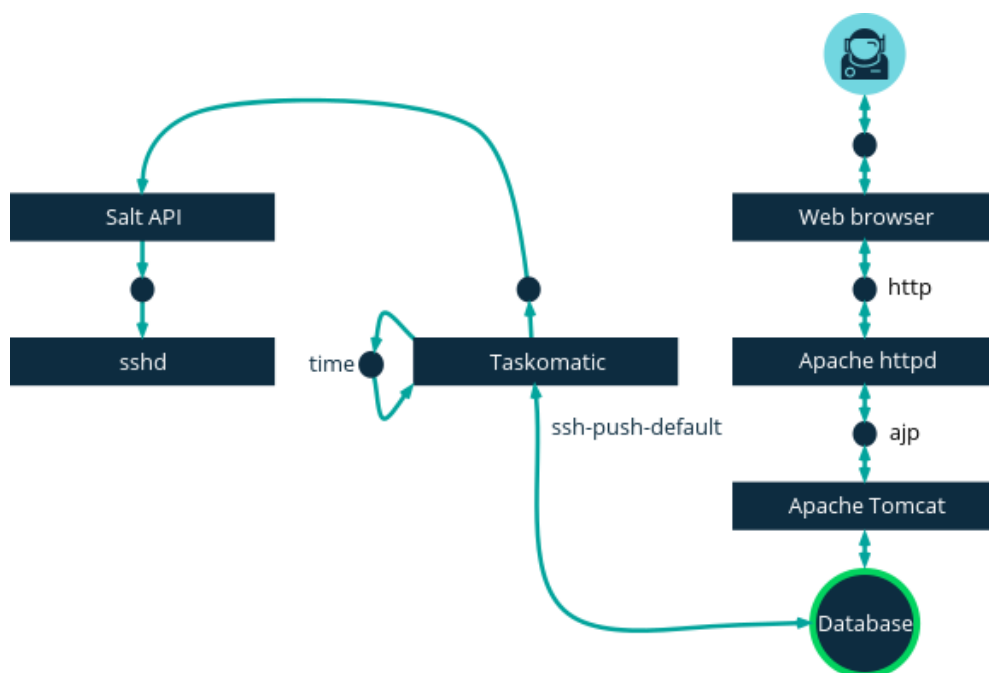 Salt API
Web browser
http
sshd
time
Taskomatic
Apache httpd
ssh-push-default
ajp
Apache Tomcat
Database